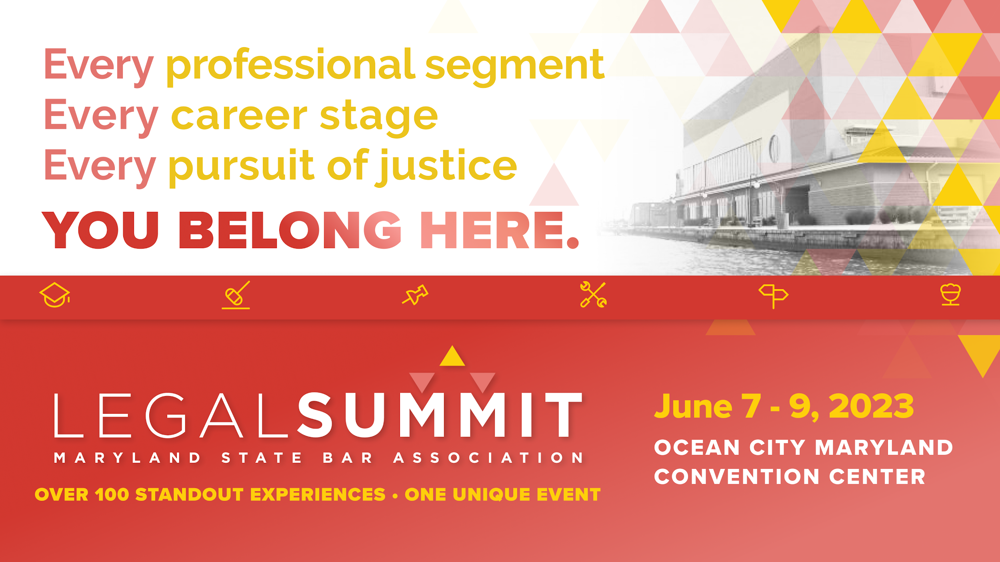 Every professional segment
Every career stage
Every pursuit of justice
YOU BELONG HERE.
LEGALSUMMIT
MARYLAND STATE BAR ASSOCIATION
OVER 100 STANDOUT EXPERIENCES • ONE UNIQUE EVENT
June 7 - 9, 2023
OCEAN CITY MARYLAND
CONVENTION CENTER